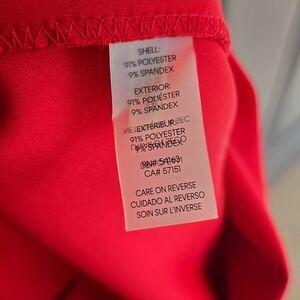 SHELL:
91% POLYESTER
9% SPANDEX
EXTERIOR:
91% POLIÉSTER
9% SPANDEX
EXTÉRIEUR:
91% POLYESTER
9% SPANDEX
RN# 54163
CA# 57151
CARE ON REVERSE
CUIDADO AL REVERSO
SOIN SUR L'INVERSE